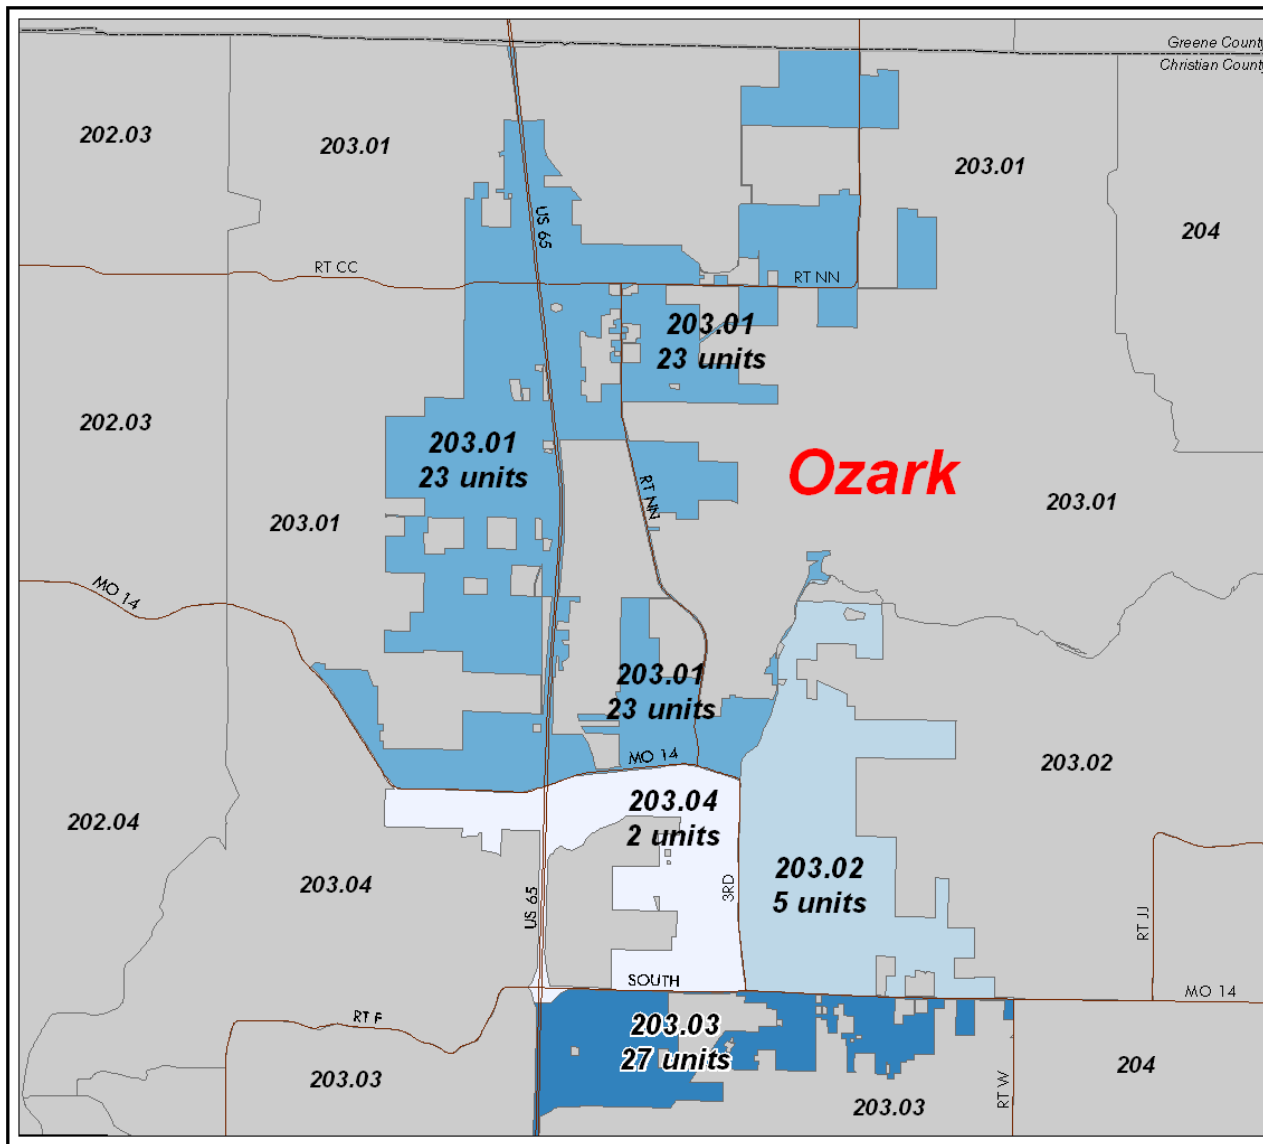 Greene County
Christian County
202.03
203.01
203.01
204
US 65
RT CC
RT NN
203.01
23 units
202.03
203.01
23 units
Ozark
RT NN
203.01
203.01
MO 14
203.01
23 units
MO 14
203.02
203.04
2 units
202.04
203.04
203.02
5 units
3RD
US 65
RT JJ
SOUTH
MO 14
RT F
203.03
27 units
203.03
RT W
204
203.03